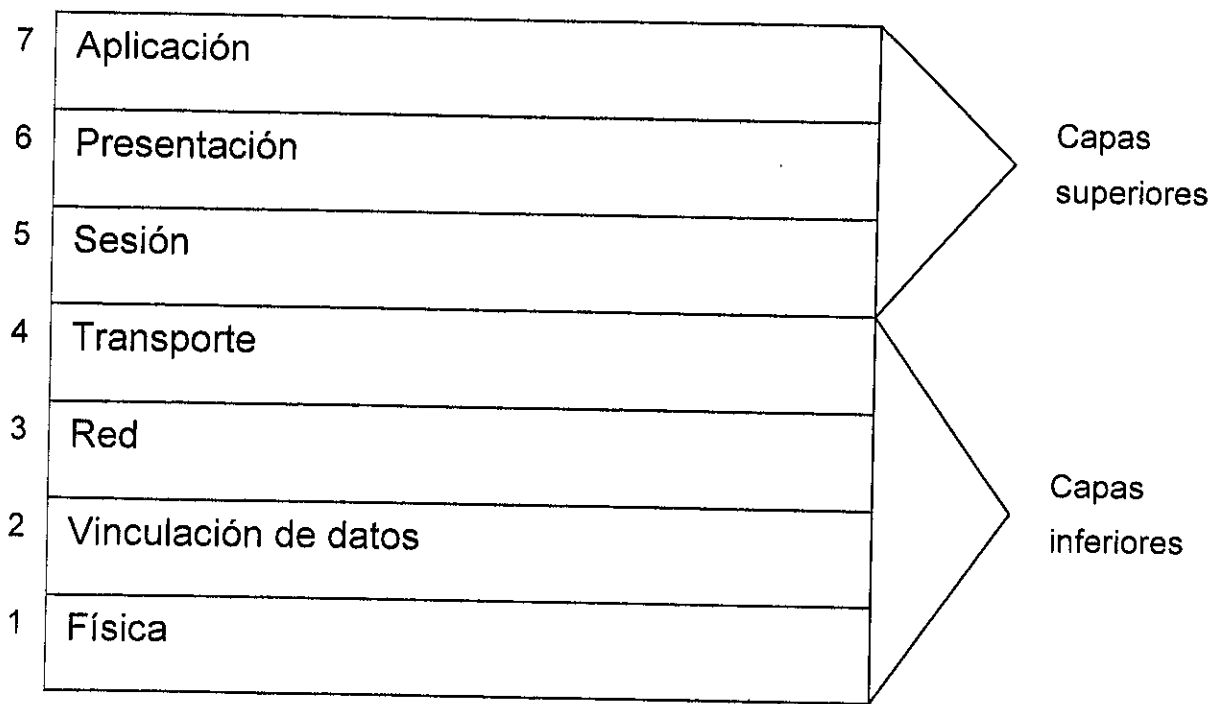 7 Aplicación
6 Presentación
5 Sesión
4 Transporte
3 Red
2 Vinculación de datos
1 Física
Capas
superiores
Capas
inferiores